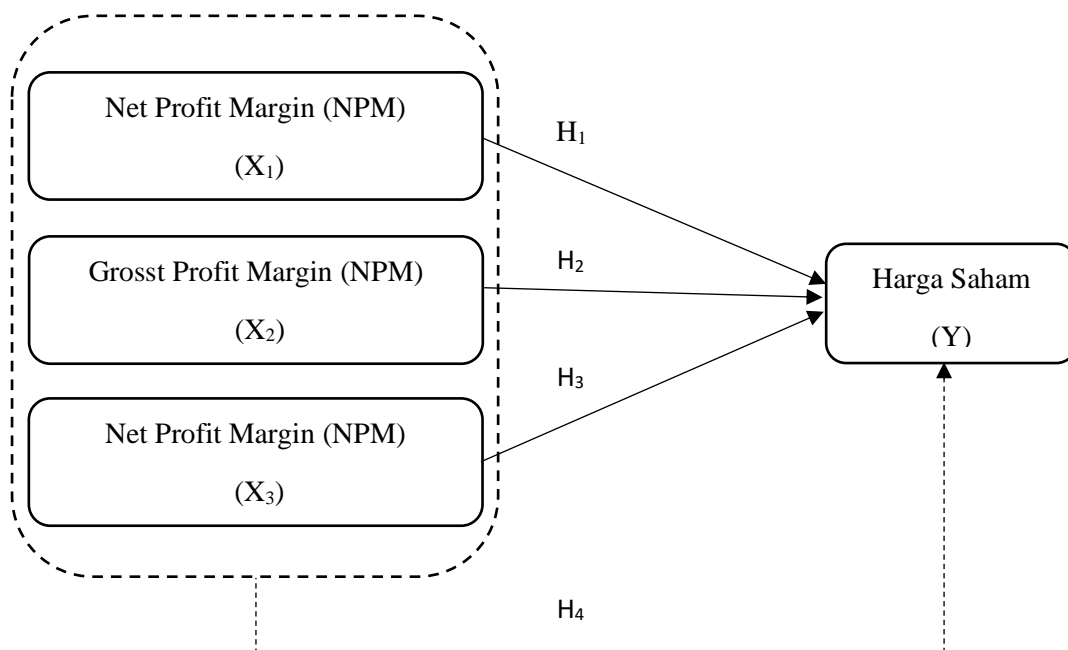 Net Profit Margin (NPM)
(X₁)
H₁
Grosst Profit Margin (NPM)
(X₂)
H₂
Harga Saham
(Y)
H₃
Net Profit Margin (NPM)
(X₃)
H₄